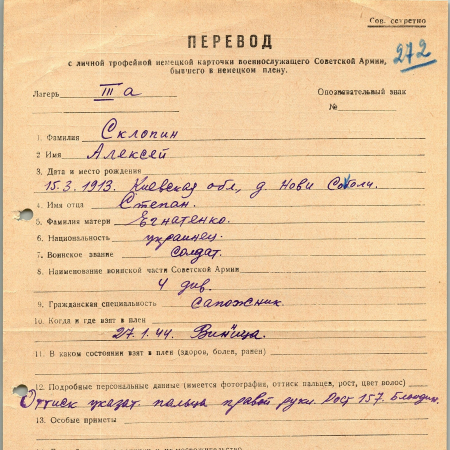 Сов. секретно
272
ПЕРЕВОД
с личной трофейной немецкой карточки военнослужащего Советской Армии,
бывшего в немецком плену.
Лагерь III a
Опознавательный знак
№
1. Фамилия Склопин
2 Имя Алексей
3. Дата и место рождения
15.3. 1913. Киевская обл., д. Нови Соколи.
4. Имя отца Степан.
5. Фамилия матери Егнатенко.
6. Национальность украинец.
7. Воинское звание солдат.
8. Наименование воинской части Советской Армии
4 див.
9. Гражданская специальность сапожник.
10. Когда и где взят в плен
27.1.44. Винница.
11. В каком состоянии взят в плен (здоров, болен, ранен)
12. Подробные персональные данные (имеется фотография, оттиск пальцев, рост, цвет волос)
Оттиск указат. пальца правой руки. Рост 157. Блондин.
13. Особые приметы